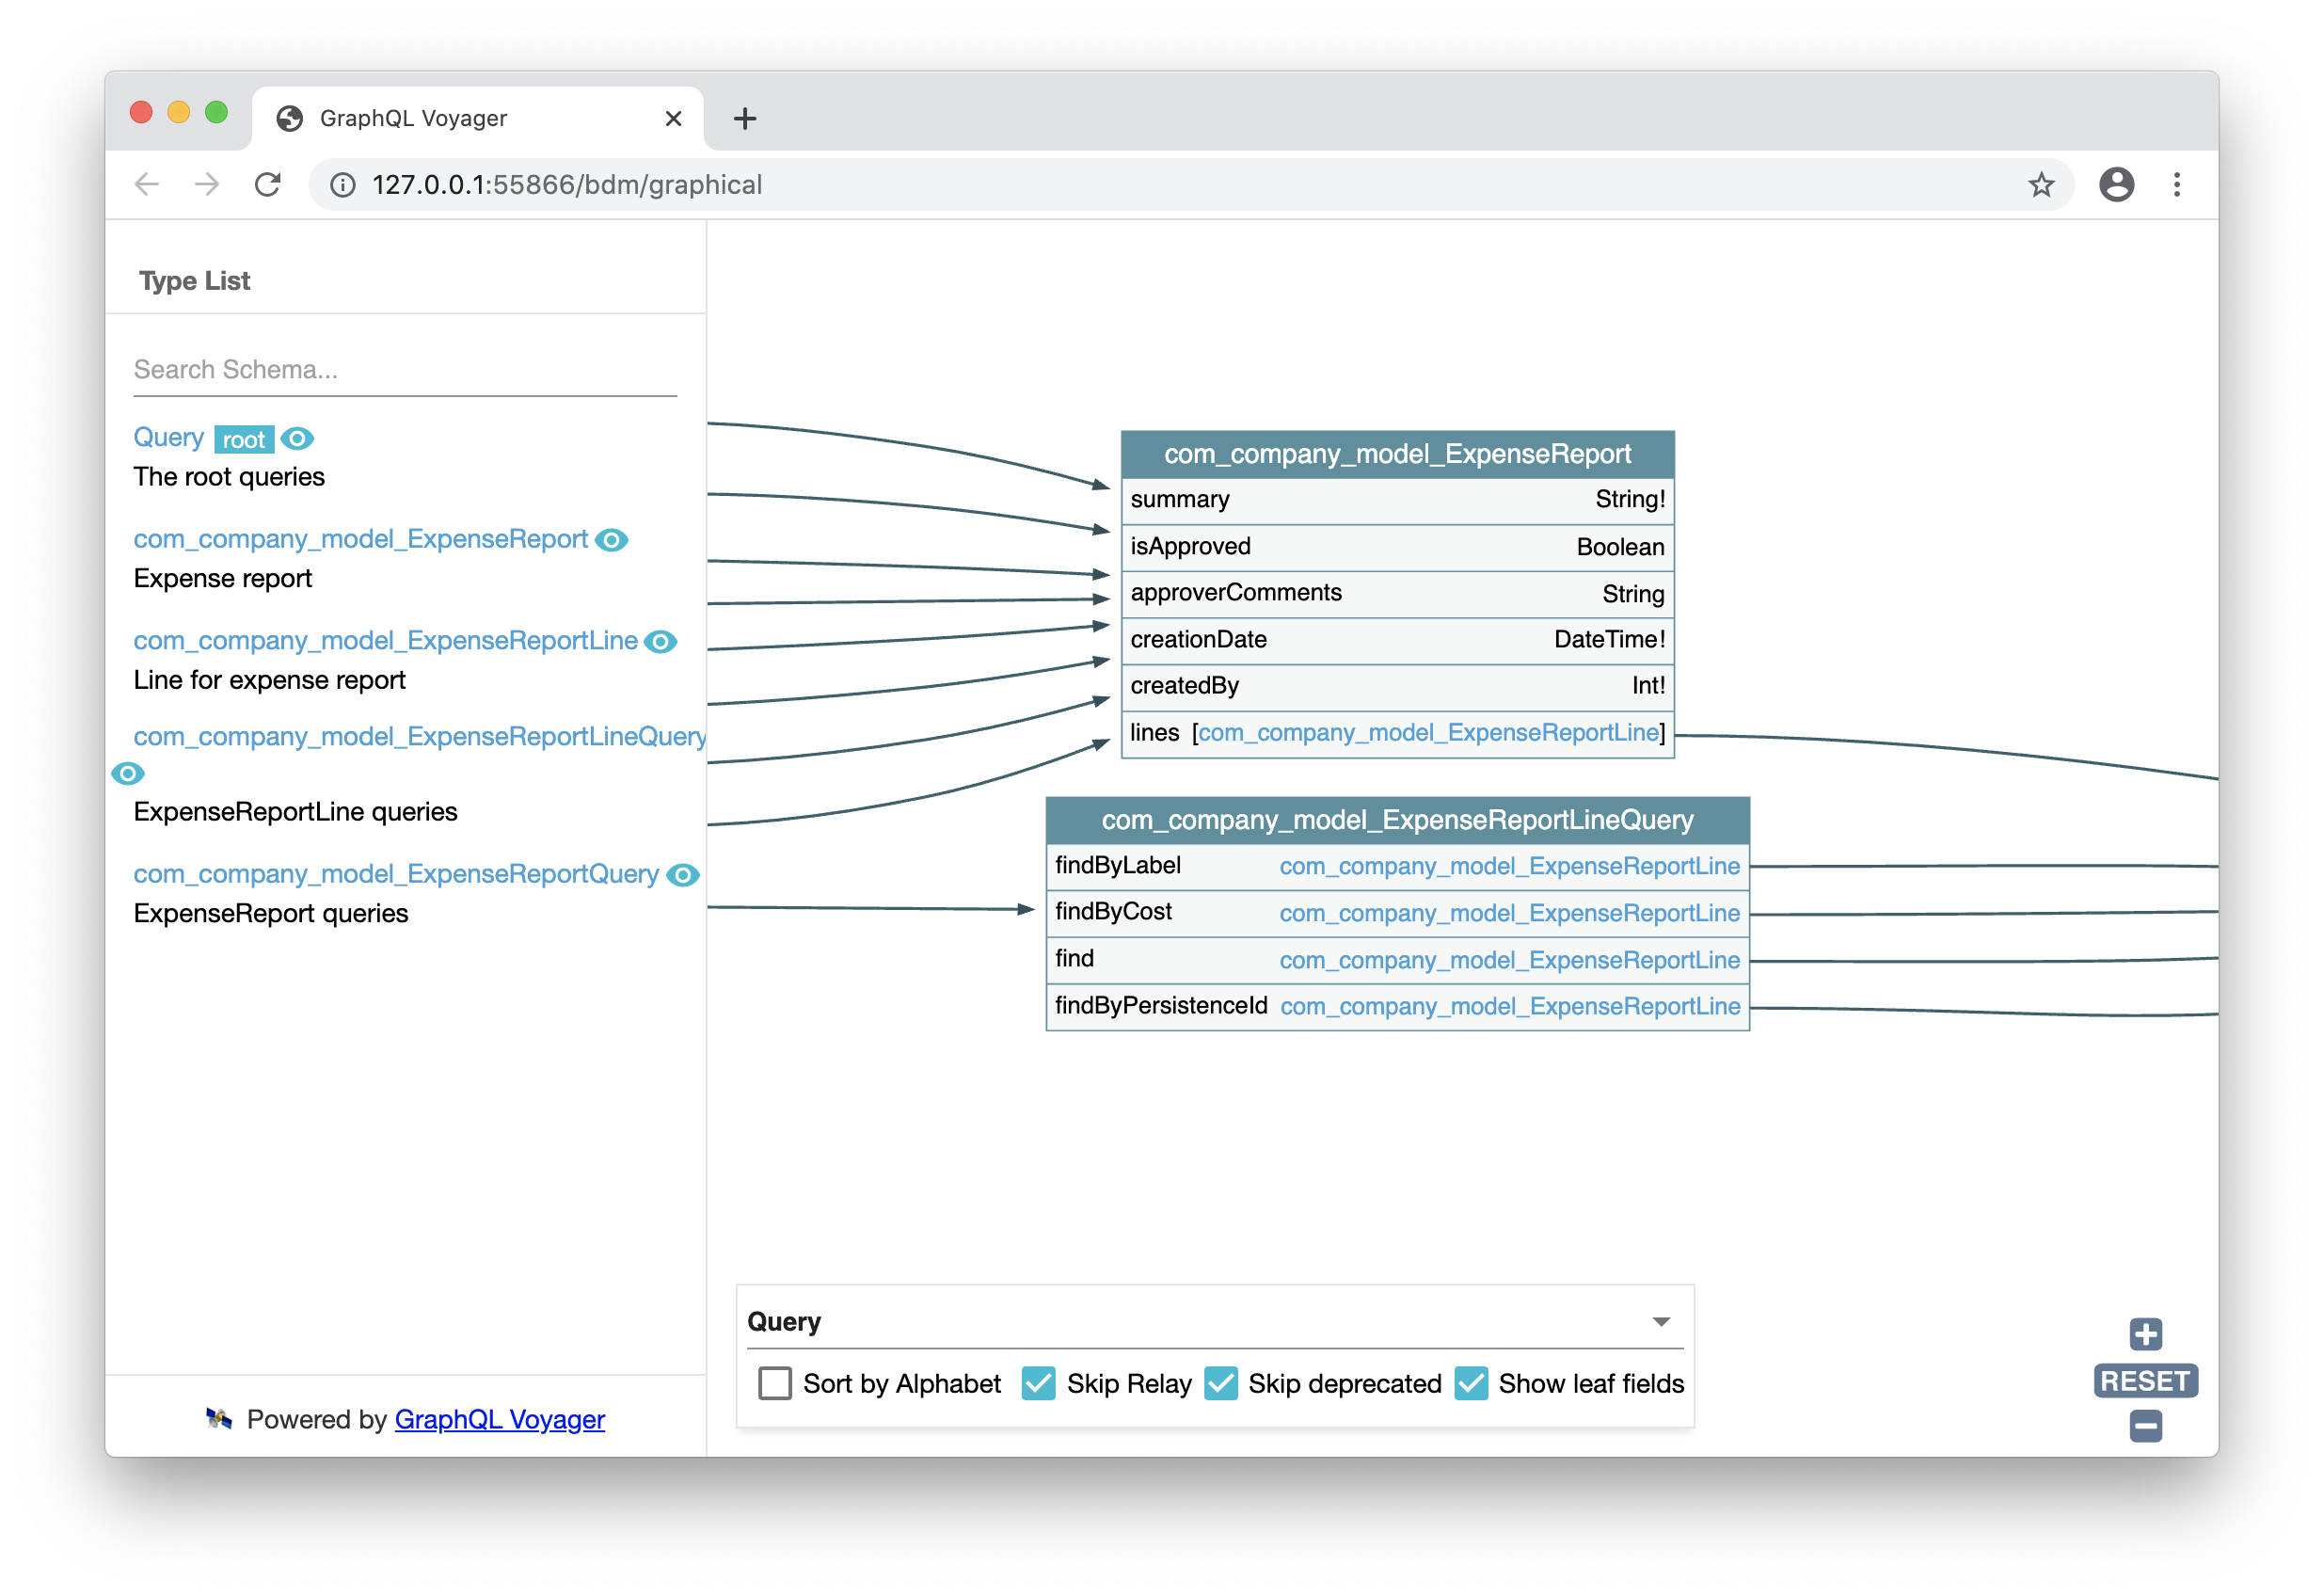 GraphQL Voyager
127.0.0.1:55866/bdm/graphical
Type List
Search Schema...
Query root
The root queries
com_company_model_ExpenseReport
Expense report
com_company_model_ExpenseReportLine
Line for expense report
com_company_model_ExpenseReportLineQuery
ExpenseReportLine queries
com_company_model_ExpenseReportQuery
ExpenseReport queries
Powered by GraphQL Voyager
com_company_model_ExpenseReport
summary String!
isApproved Boolean
approverComments String
creationDate DateTime!
createdBy Int!
lines [com_company_model_ExpenseReportLine]
com_company_model_ExpenseReportLineQuery
findByLabel com_company_model_ExpenseReportLine
findByCost com_company_model_ExpenseReportLine
find com_company_model_ExpenseReportLine
findByPersistenceId com_company_model_ExpenseReportLine
Query
Sort by Alphabet Skip Relay Skip deprecated Show leaf fields
RESET